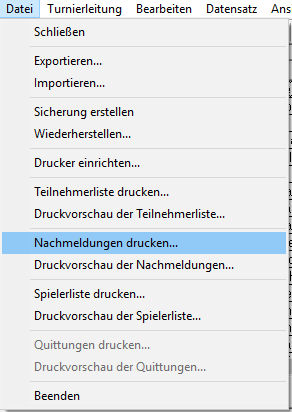 Datei Turnierleitung Bearbeiten Datensatz Ans
Schließen
Exportieren...
Importieren...
Sicherung erstellen
Wiederherstellen...
Drucker einrichten...
Teilnehmerliste drucken...
Druckvorschau der Teilnehmerliste...
Nachmeldungen drucken...
Druckvorschau der Nachmeldungen...
Spielerliste drucken...
Druckvorschau der Spielerliste...
Quittungen drucken...
Druckvorschau der Quittungen...
Beenden